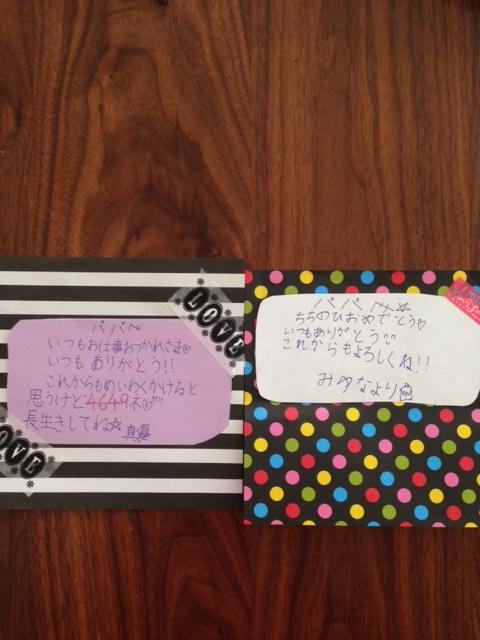 パパへ
いつもお仕事おつかれさま♡
いつもありがとう!!
これからもめいわくかけると
思うけど4649ネ♡
長生きしてね☆
LOVE
LOVE
パパへ☆
ちちのひおめでとう♡
いつもありがとう
これからもよろしくね!!
みゆなより